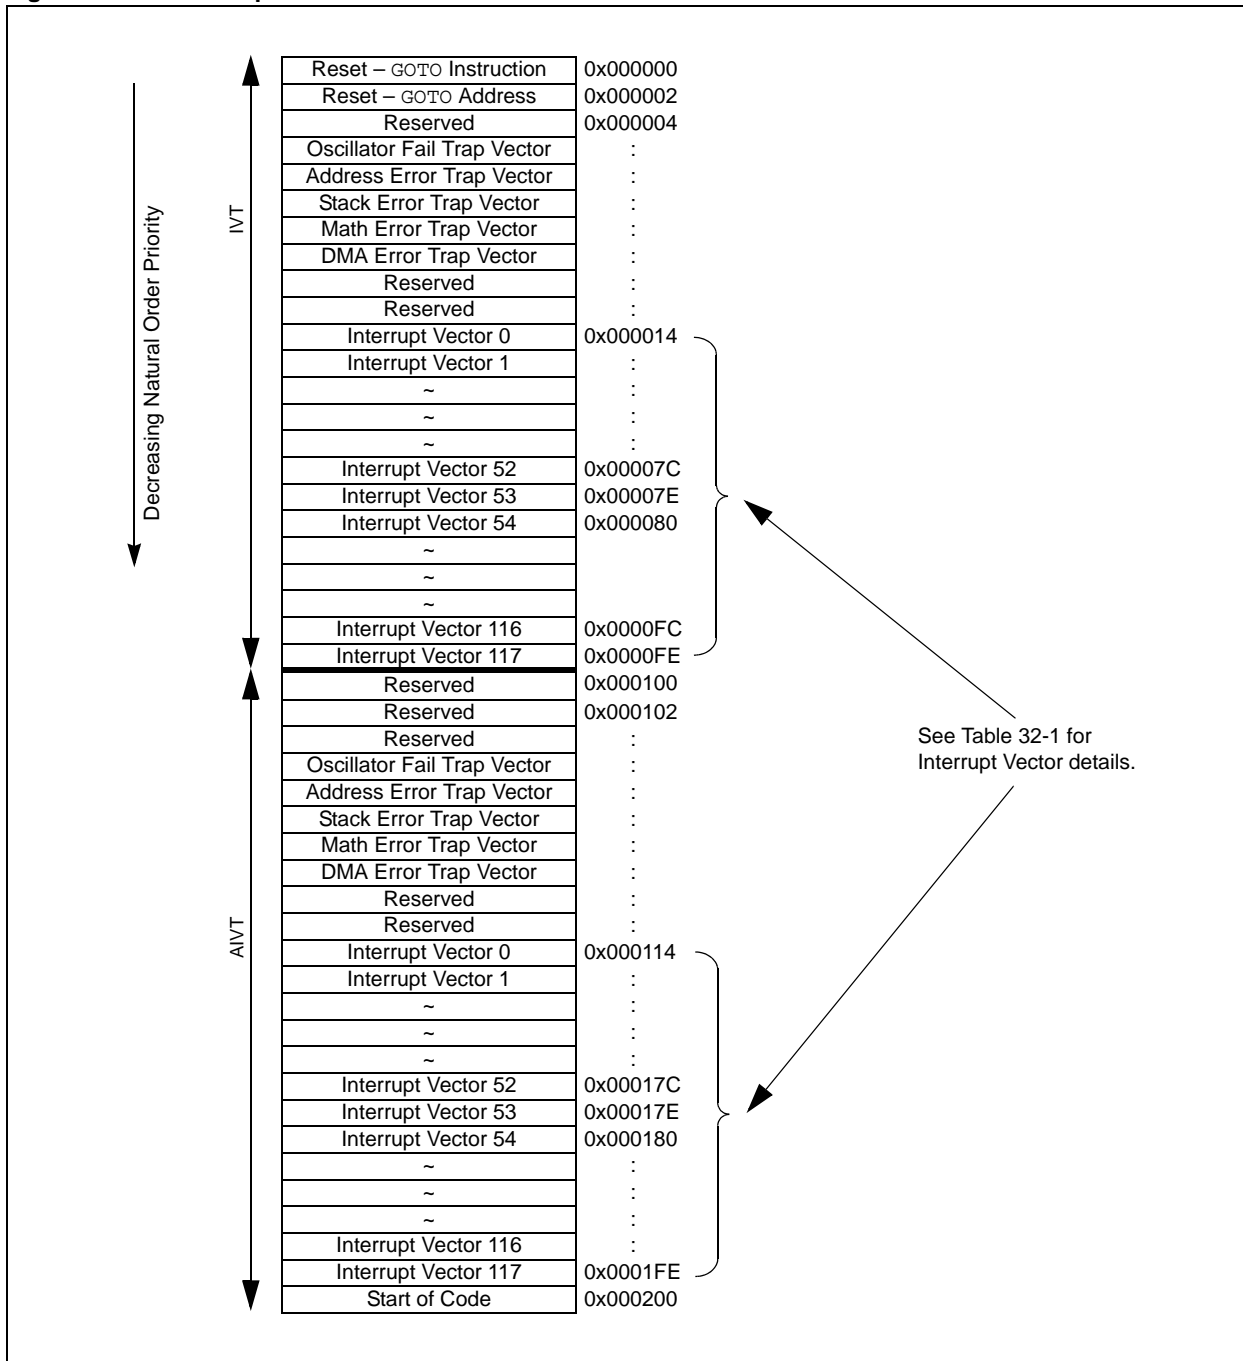 Reset – GOTO Instruction 0x000000
Reset – GOTO Address 0x000002
Reserved 0x000004
Oscillator Fail Trap Vector :
Address Error Trap Vector :
Stack Error Trap Vector :
Math Error Trap Vector :
DMA Error Trap Vector :
Reserved :
Reserved :
Interrupt Vector 0 0x000014
Interrupt Vector 1 :
~ :
~ :
~ :
Interrupt Vector 52 0x00007C
Interrupt Vector 53 0x00007E
Interrupt Vector 54 0x000080
~
~
~
Interrupt Vector 116 0x0000FC
Interrupt Vector 117 0x0000FE
Decreasing Natural Order Priority
IVT
Reserved 0x000100
Reserved 0x000102
Reserved :
Oscillator Fail Trap Vector :
Address Error Trap Vector :
Stack Error Trap Vector :
Math Error Trap Vector :
DMA Error Trap Vector :
Reserved :
Reserved :
Interrupt Vector 0 0x000114
Interrupt Vector 1 :
~ :
~ :
~ :
Interrupt Vector 52 0x00017C
Interrupt Vector 53 0x00017E
Interrupt Vector 54 0x000180
~ :
~ :
~ :
Interrupt Vector 116 :
Interrupt Vector 117 0x0001FE
Start of Code 0x000200
AIVT
See Table 32-1 for
Interrupt Vector details.